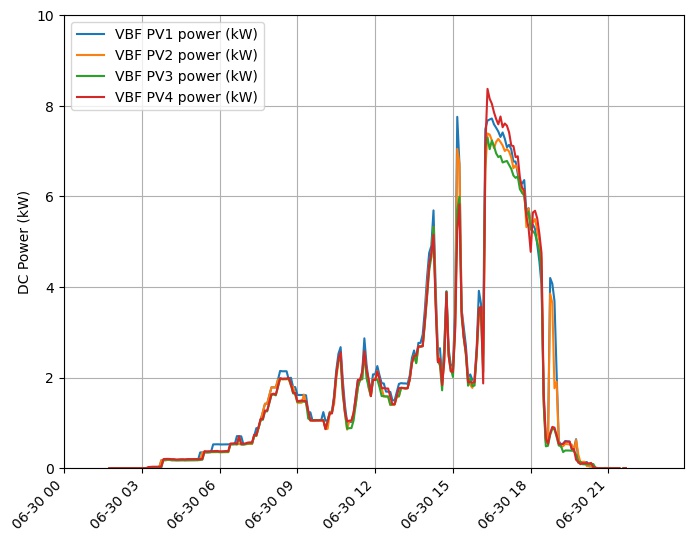 10
8
6
4
2
0
DC Power (kW)
VBF PV1 power (kW)
VBF PV2 power (kW)
VBF PV3 power (kW)
VBF PV4 power (kW)
06-30 00
06-30 03
06-30 06
06-30 09
06-30 12
06-30 15
06-30 18
06-30 21